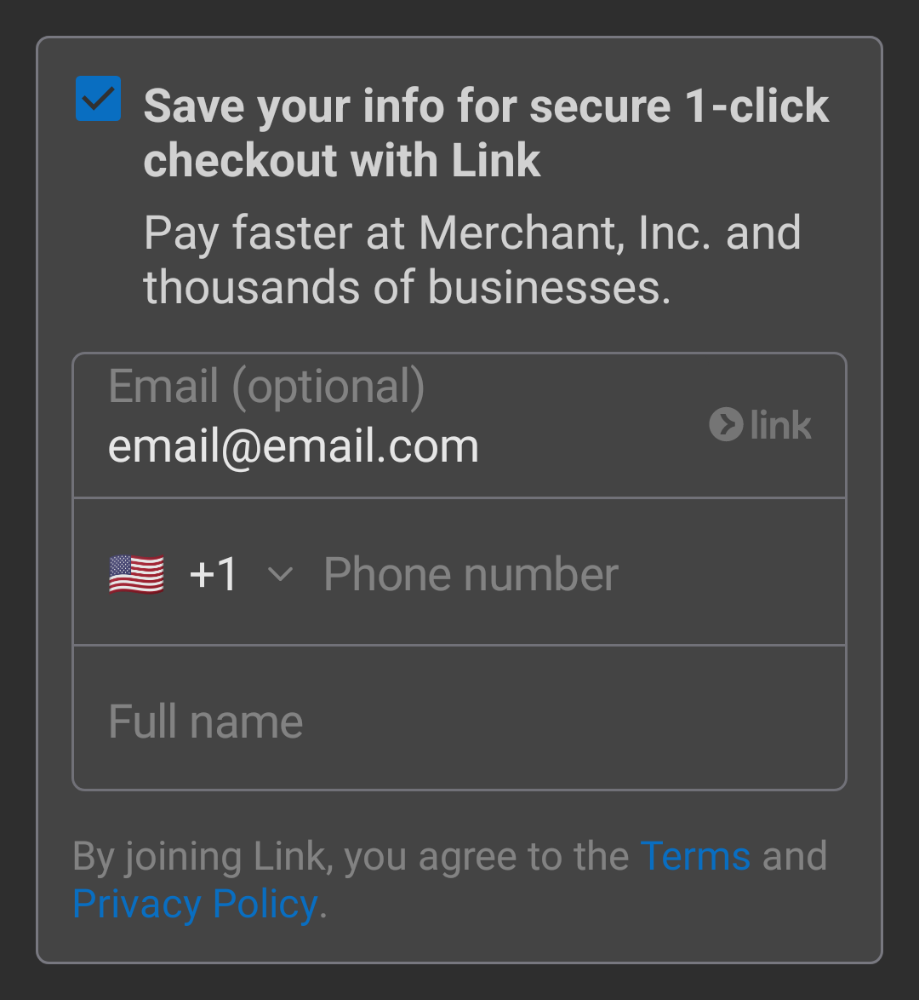 Save your info for secure 1-click
checkout with Link
Pay faster at Merchant, Inc. and
thousands of businesses.
Email (optional)
email@email.com
link
+1
Phone number
Full name
By joining Link, you agree to the Terms and
Privacy Policy.